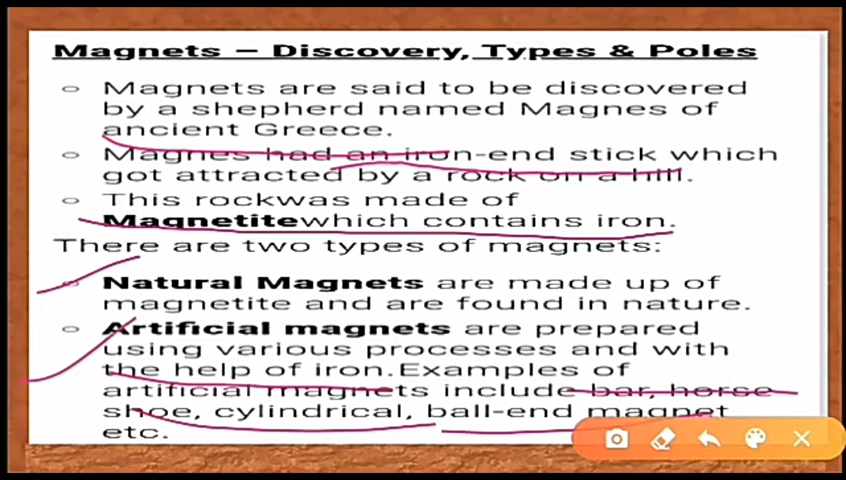 Magnets – Discovery, Types & Poles
Magnets are said to be discovered
by a shepherd named Magnes of
ancient Greece.
Magnes had an iron-end stick which
got attracted by a rock on a hill.
This rockwas made of
Magnetitewhich contains iron.
There are two types of magnets:
Natural Magnets are made up of
magnetite and are found in nature.
Artificial magnets are prepared
using various processes and with
the help of iron.Examples of
artificial magnets include bar, horse
shoe, cylindrical, ball-end magnet
etc.